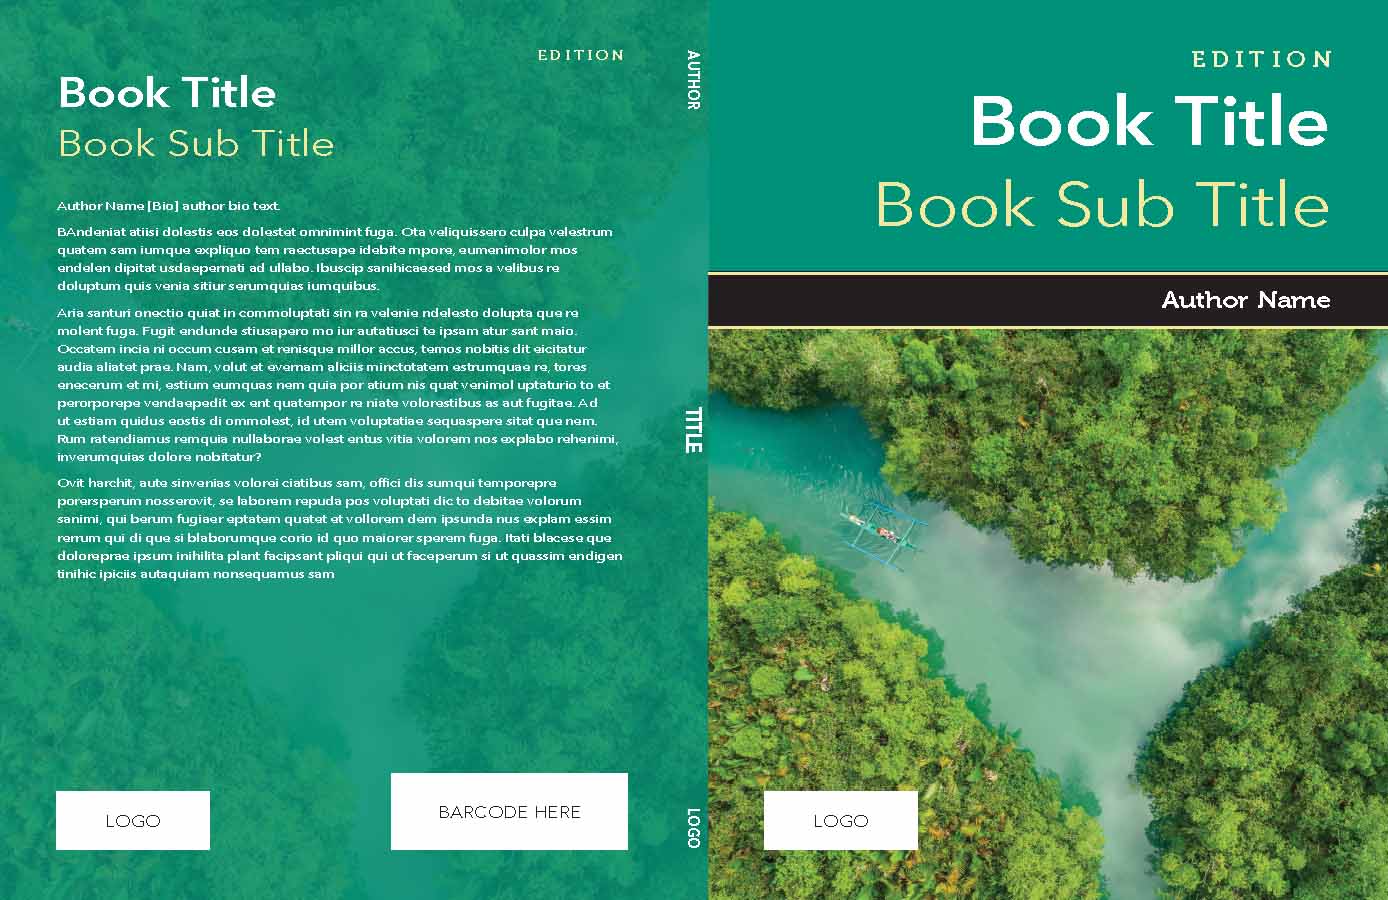 EDITION
Book Title
Book Sub Title
Author Name [Bio] author bio text.
BAndeniat atiisi dolestis eos dolestet omnimint fuga. Ota veliquissero culpa velestrum
quatem sam iumque expliquo tem raectusape idebite mpore, eumenimolor mos
endelen dipitat usdaepernati ad ullabo. Ibuscip sanihicaesed mos a velibus re
doluptum quis venia sitiur serumquias iumquibus.
Aria santuri onectio quiat in commoluptati sin ra velenie ndelesto dolupta que re
molent fuga. Fugit endunde stiusapero mo iur autatiusci te ipsam atur sant maio.
Occatem incia ni occum cusam et renisque millor accus, temos nobitis dit eicitatur
audia aliatet prae. Nam, volut et evernam aliciis minctotatem estrumquae re, tores
enecerum et mi, estium eumquas nem quia por atium nis quat venimol uptaturio to et
perorporepe vendaepedit ex ent quatempor re niate volorestibus as aut fugitae. Ad
ut estiam quidus eostis di ommolest, id utem voluptatiae sequaspere sitat que nem.
Rum ratendiamus remquia nullaborae volest entus vitia volorem nos explabo rehenimi,
inverumquias dolore nobitatur?
Ovit harchit, aute sinvenias volorei ciatibus sam, offici dis sumqui temporepre
porersperum nosserovit, se laborem repuda pos voluptati dic to debitae volorum
sanimi, qui berum fugiaer eptatem quatet et vollorem dem ipsunda nus explam essim
rerrum qui di que si blaborumque corio id quo maiorer sperem fuga. Itati blacese que
doloreprae ipsum inihilita plant facipsant pliqui qui ut faceperum si ut quassim endigen
tinihic ipiciis autaquiam nonsequamus sam
LOGO
BARCODE HERE
AUTHOR
TITLE
LOGO
EDITION
Book Title
Book Sub Title
Author Name
LOGO